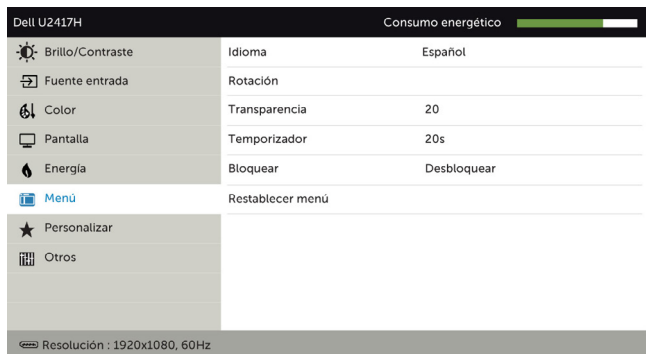 Dell U2417H Consumo energético
Brillo/Contraste Idioma Español
Fuente entrada Rotación
Color Transparencia 20
Pantalla Temporizador 20s
Energía Bloquear Desbloquear
Menú Restablecer menú
Personalizar
Otros
Resolución : 1920x1080, 60Hz